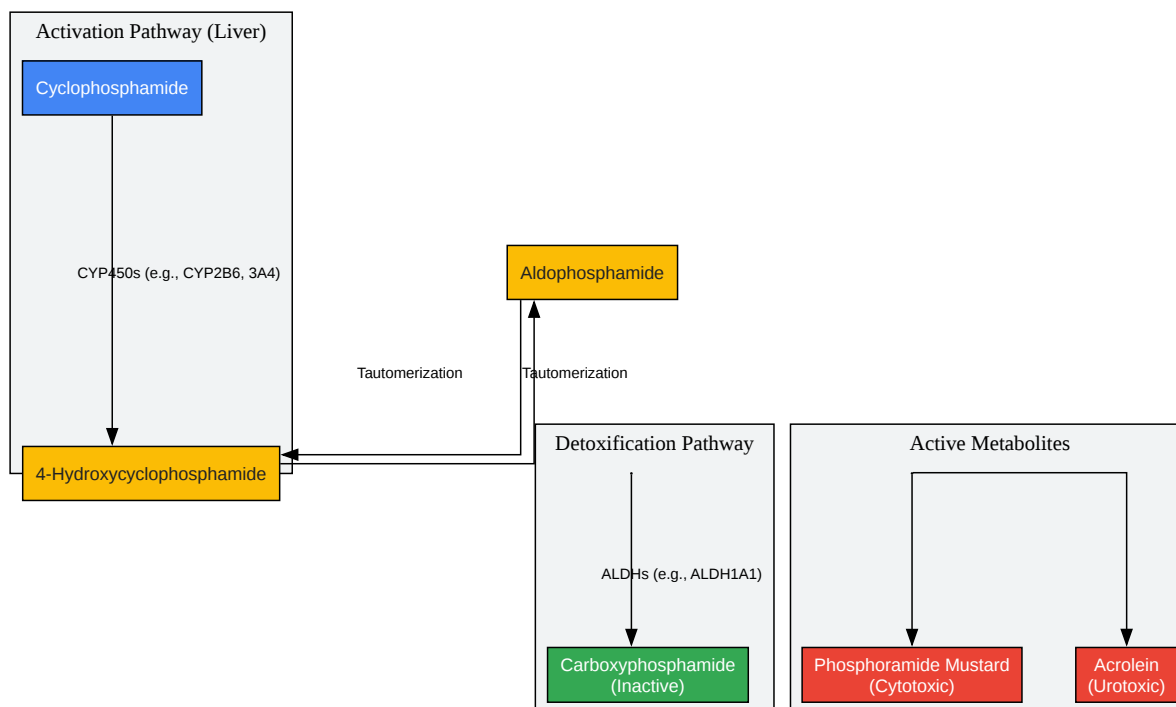 Activation Pathway (Liver)
Cyclophosphamide
CYP450s (e.g., CYP2B6, 3A4)
Aldophosphamide
Tautomerization
Tautomerization
4-Hydroxycyclophosphamide
Detoxification Pathway
ALDHs (e.g., ALDH1A1)
Carboxyphosphamide
(Inactive)
Active Metabolites
Phosphoramide Mustard
(Cytotoxic)
Acrolein
(Urotoxic)